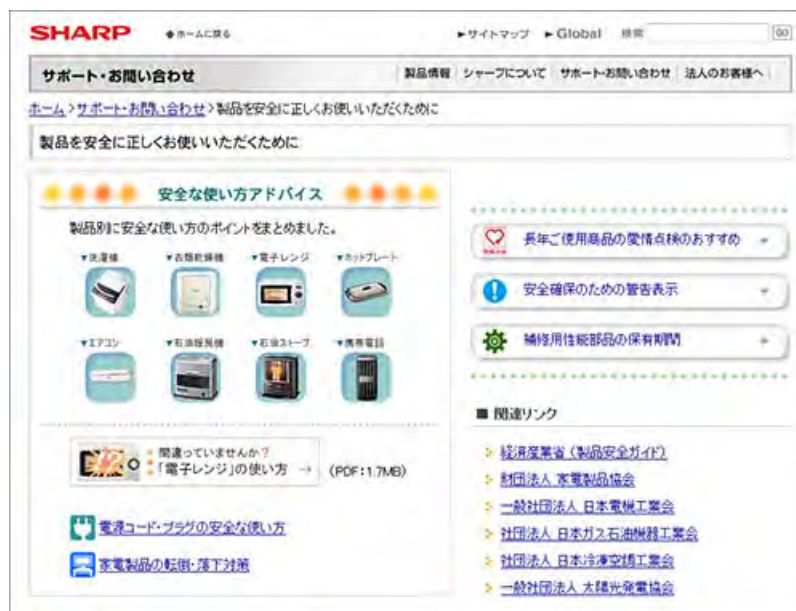 SHARP
ホームに戻る
サイトマップ
Global
検索
GO
サポート・お問い合わせ
製品情報
シャープについて
サポート・お問い合わせ
法人のお客様へ
ホーム>サポート・お問い合わせ>製品を安全に正しくお使いいただくために
製品を安全に正しくお使いいただくために
安全な使い方アドバイス
製品別に安全な使い方のポイントをまとめました。
▼洗濯機
▼衣類乾燥機
▼電子レンジ
▼ホットプレート
▼エアコン
▼石油暖房機
▼石油ストーブ
▼携帯電話
間違っていませんか?
「電子レンジ」の使い方 → (PDF:1.7MB)
電源コード・プラグの安全な使い方
家電製品の転倒・落下対策
長年ご使用商品の愛情点検のおすすめ
安全確保のための警告表示
補修用性能部品の保有期間
■ 関連リンク
経済産業省(製品安全ガイド)
財団法人 家電製品協会
一般社団法人 日本電機工業会
社団法人 日本ガス石油機器工業会
社団法人 日本冷凍空調工業会
一般社団法人 太陽光発電協会